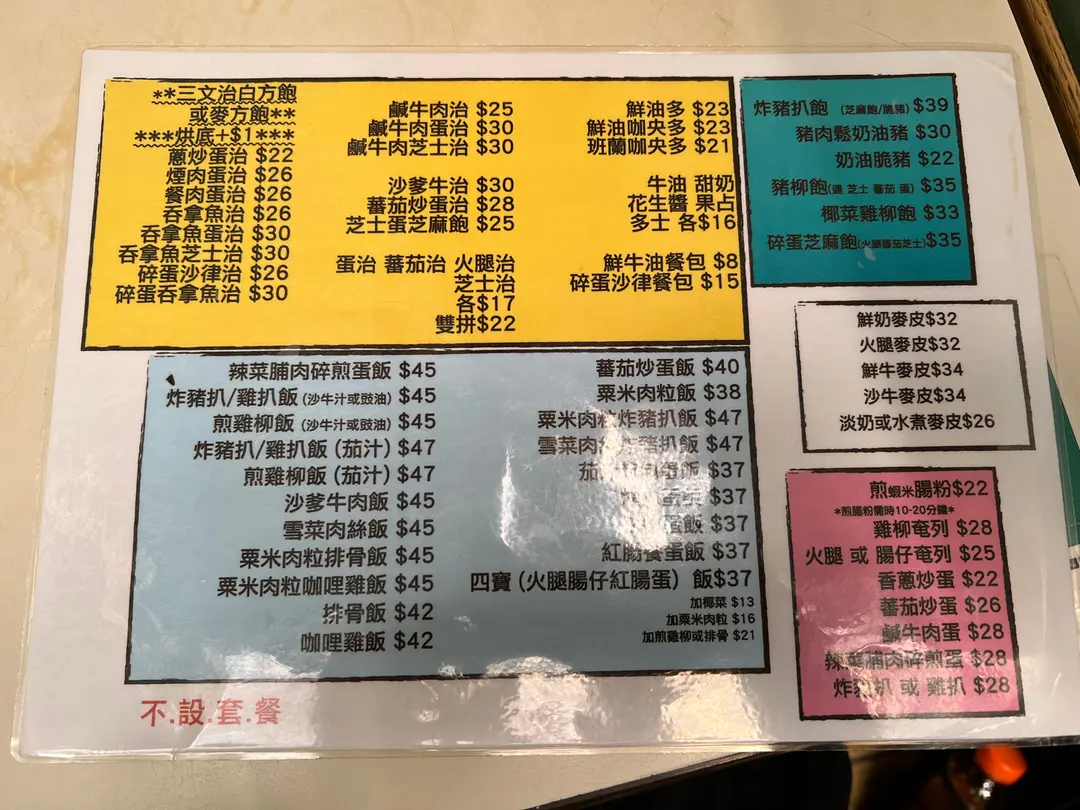 **三文治白方飽
或麥方飽**
***烘底+$1***
蔥炒蛋治 $22
煙肉蛋治 $26
餐肉蛋治 $26
吞拿魚治 $26
吞拿魚蛋治 $30
吞拿魚芝士治 $30
碎蛋沙律治 $26
碎蛋吞拿魚治 $30
鹹牛肉治 $25
鹹牛肉蛋治 $30
鹹牛肉芝士治 $30
沙爹牛治 $30
蕃茄炒蛋治 $28
芝士蛋芝麻飽 $25
蛋治 蕃茄治 火腿治
芝士治
各$17
雙拼$22
鮮油多 $23
鮮油咖央多 $23
班蘭咖央多 $21
牛油 甜奶
花生醬 果占
多士 各$16
鮮牛油餐包 $8
碎蛋沙律餐包 $15
炸豬扒飽 (芝麻飽/脆豬) $39
豬肉鬆奶油豬 $30
奶油脆豬 $22
豬柳飽(連 芝士 蕃茄 蛋) $35
椰菜雞柳飽 $33
碎蛋芝麻飽(火腿蕃茄芝士)$35
鮮奶麥皮$32
火腿麥皮$32
鮮牛麥皮$34
沙牛麥皮$34
淡奶或水煮麥皮$26
辣菜脯肉碎煎蛋飯 $45
炸豬扒/雞扒飯 (沙牛汁或豉油) $45
煎雞柳飯 (沙牛汁或豉油) $45
炸豬扒/雞扒飯 (茄汁) $47
煎雞柳飯 (茄汁) $47
沙爹牛肉飯 $45
雪菜肉絲飯 $45
粟米肉粒排骨飯 $45
粟米肉粒咖哩雞飯 $45
排骨飯 $42
咖哩雞飯 $42
蕃茄炒蛋飯 $40
粟米肉粒飯 $38
粟米肉粒炸豬扒飯 $47
雪菜肉絲炸豬扒飯 $47
茄 飯 $37
$37
蛋飯 $37
紅腸餐蛋飯 $37
四寶 (火腿腸仔紅腸蛋) 飯$37
加椰菜 $13
加粟米肉粒 $16
加煎雞柳或排骨 $21
煎蝦米腸粉$22
*煎腸粉需時10-20分鐘*
雞柳奄列 $28
火腿 或 腸仔奄列 $25
香蔥炒蛋 $22
蕃茄炒蛋 $26
鹹牛肉蛋 $28
辣菜脯肉碎煎蛋 $28
炸豬扒 或 雞扒 $28
不.設.套.餐